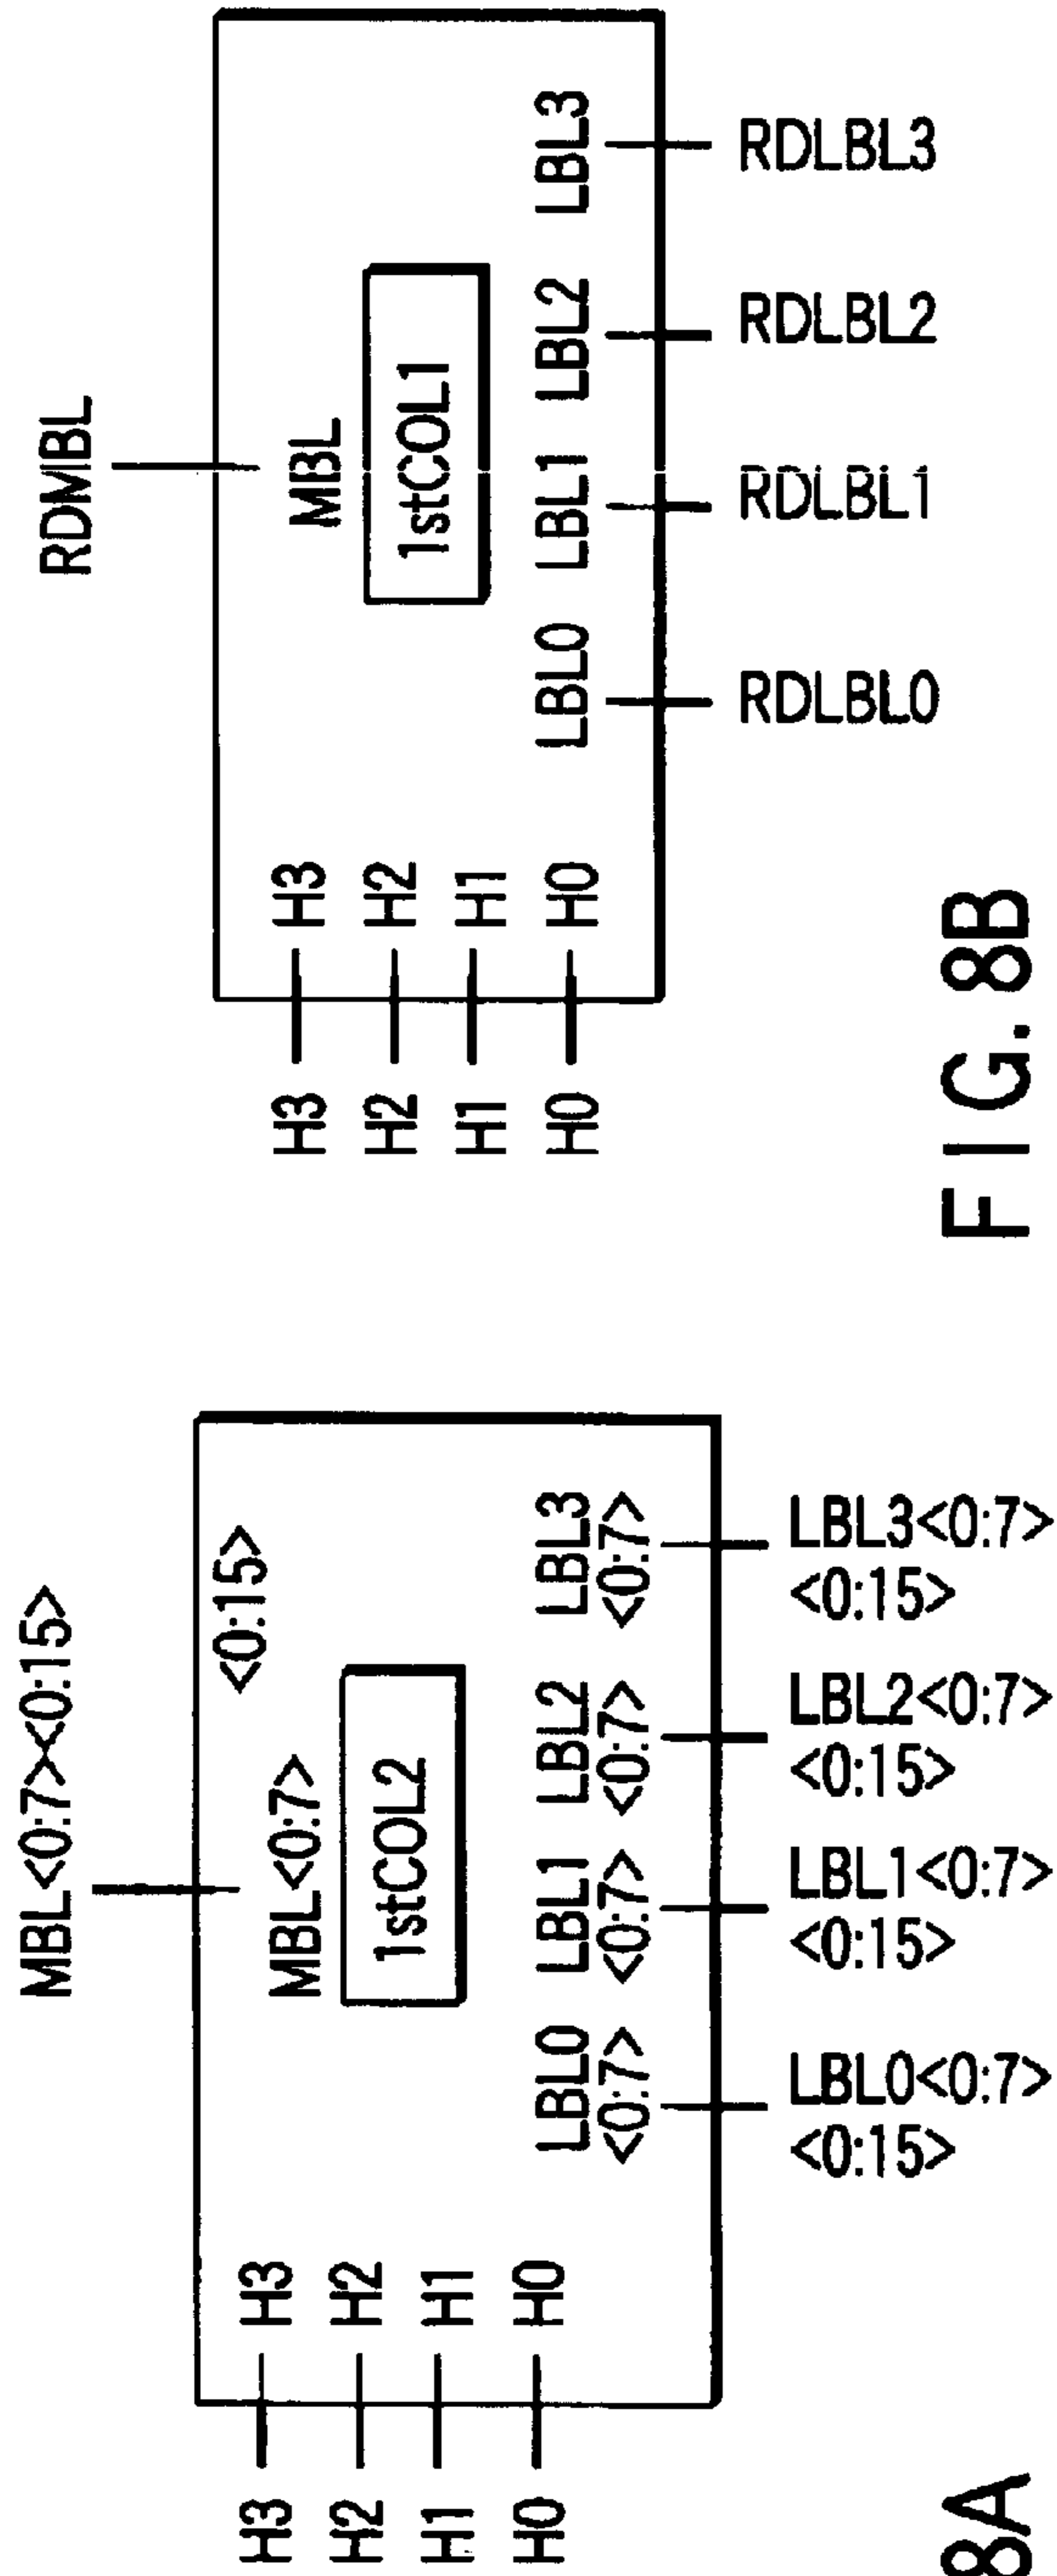 MBL<0:7><0:15>
<0:15>
MBL<0:7>
1stCOL2
H3 H3
H2 H2
H1 H1
H0 H0
LBL0 LBL1 LBL2 LBL3
<0:7> <0:7> <0:7> <0:7>
LBL0<0:7> LBL1<0:7> LBL2<0:7> LBL3<0:7>
<0:15> <0:15> <0:15> <0:15>
8A
RDMBL
MBL
1stCOL1
H3 H3
H2 H2
H1 H1
H0 H0
LBL0 LBL1 LBL2 LBL3
RDLBL0 RDLBL1 RDLBL2 RDLBL3
FIG. 8B